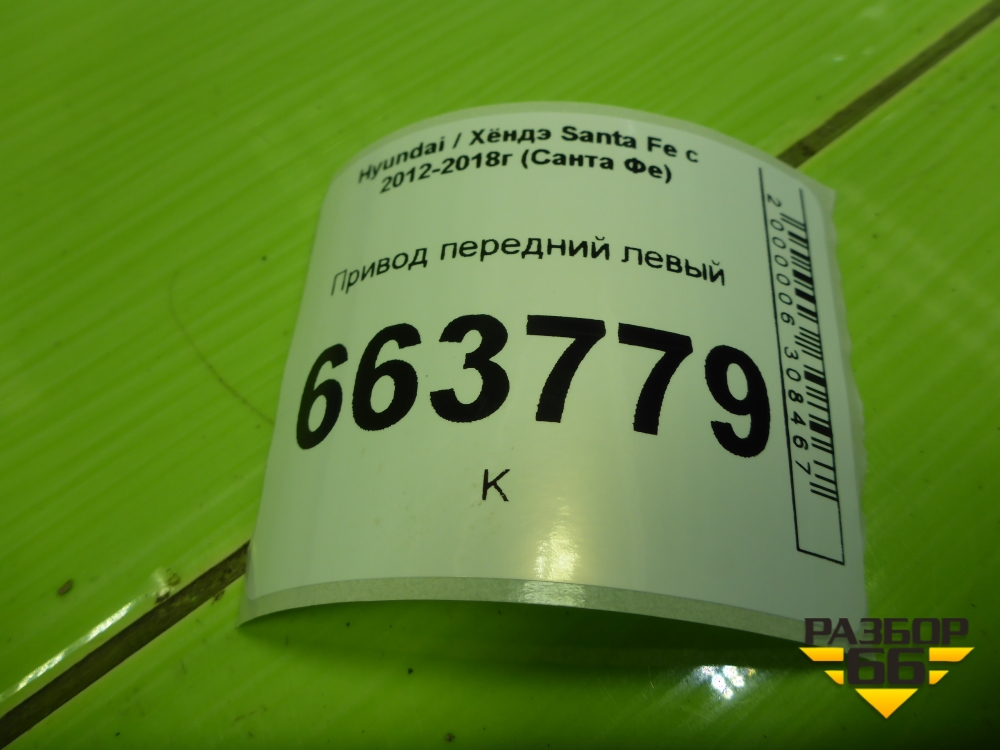 Hyundai / Хёндэ Santa Fe с
2012-2018г (Санта Фе)
Привод передний левый
663779
К
2000006308467
РАЗБОР
66